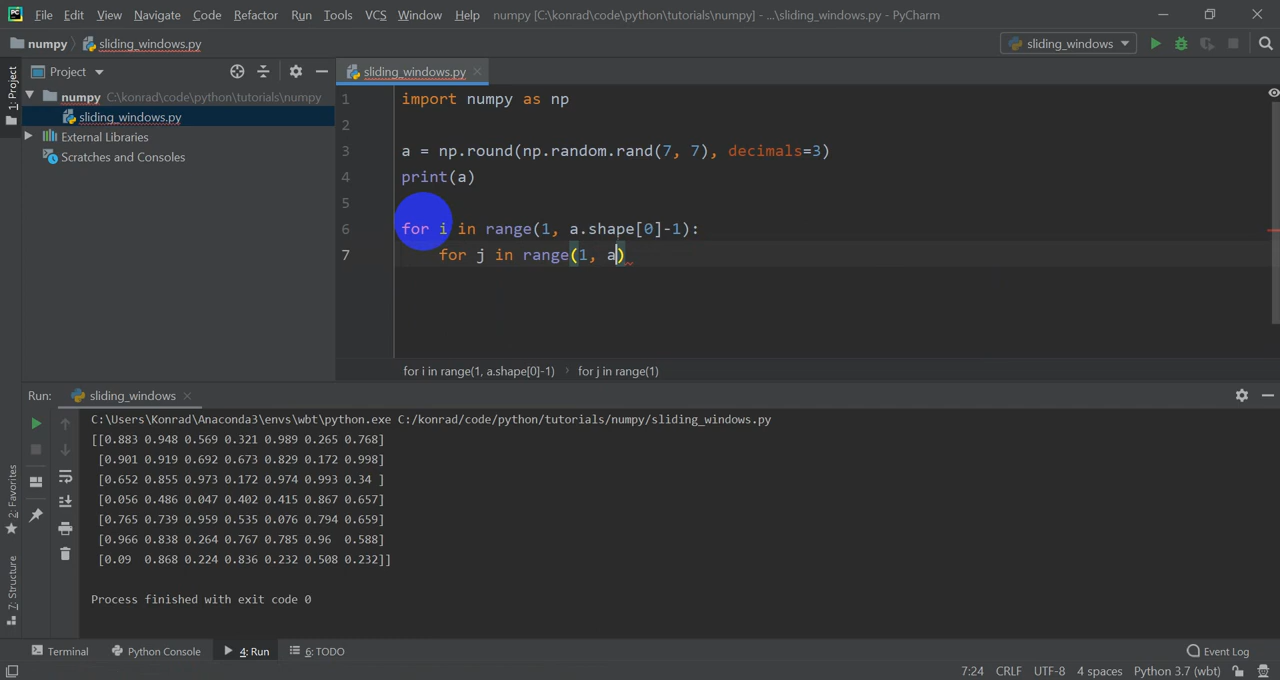 PC File Edit View Navigate Code Refactor Run Tools VCS Window Help numpy [C:\konrad\code\python\tutorials\numpy] - ...\sliding_windows.py - PyCharm
numpy sliding_windows.py sliding_windows
1: Project Project sliding_windows.py
numpy C:\konrad\code\python\tutorials\numpy
sliding_windows.py
External Libraries
Scratches and Consoles
1 import numpy as np
2
3 a = np.round(np.random.rand(7, 7), decimals=3)
4 print(a)
5
6 for i in range(1, a.shape[0]-1):
7 for j in range(1, a)
for i in range(1, a.shape[0]-1) › for j in range(1)
Run: sliding_windows
C:\Users\Konrad\Anaconda3\envs\wbt\python.exe C:/konrad/code/python/tutorials/numpy/sliding_windows.py
[[0.883 0.948 0.569 0.321 0.989 0.265 0.768]
[0.901 0.919 0.692 0.673 0.829 0.172 0.998]
[0.652 0.855 0.973 0.172 0.974 0.993 0.34 ]
[0.056 0.486 0.047 0.402 0.415 0.867 0.657]
[0.765 0.739 0.959 0.535 0.076 0.794 0.659]
[0.966 0.838 0.264 0.767 0.785 0.96 0.588]
[0.09 0.868 0.224 0.836 0.232 0.508 0.232]]
Process finished with exit code 0
2: Favorites
7: Structure
Terminal Python Console 4: Run 6: TODO Event Log
7:24 CRLF UTF-8 4 spaces Python 3.7 (wbt)